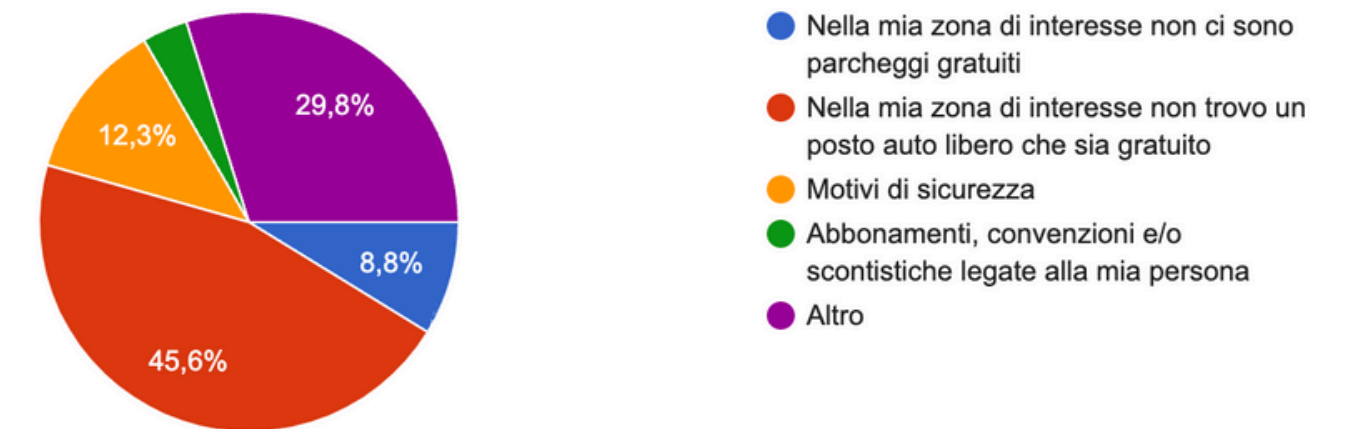 29,8%
12,3%
8,8%
45,6%
Nella mia zona di interesse non ci sono
parcheggi gratuiti
Nella mia zona di interesse non trovo un
posto auto libero che sia gratuito
Motivi di sicurezza
Abbonamenti, convenzioni e/o
scontistiche legate alla mia persona
Altro